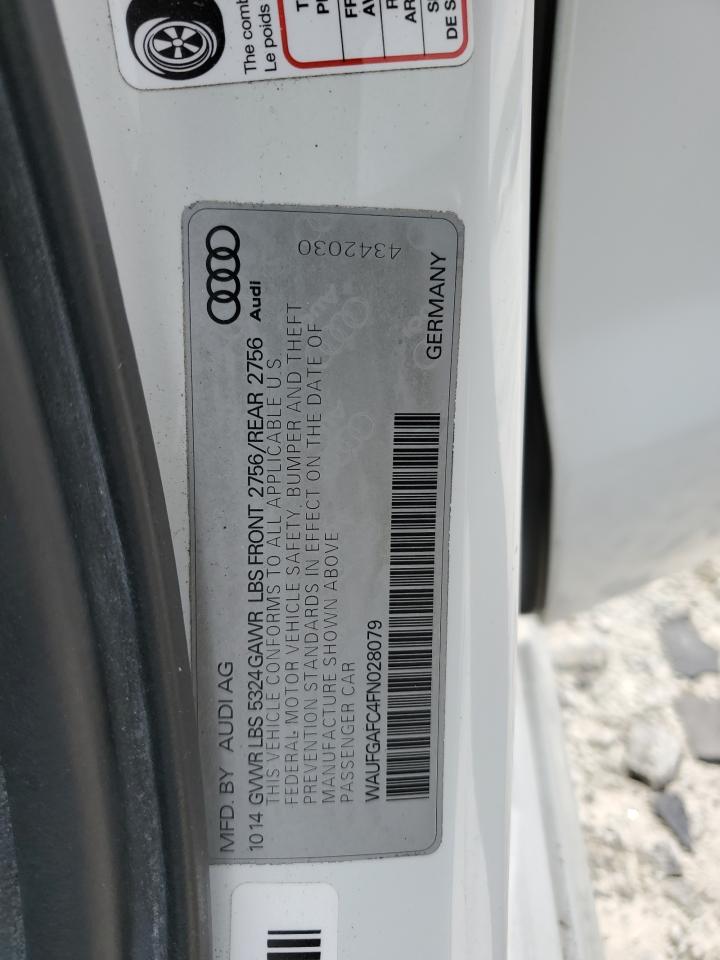 The comb
Le poids
MFD. BY AUDI AG
1014 GVWR LBS 5324 GAWR LBS FRONT 2756/REAR 2756
THIS VEHICLE CONFORMS TO ALL APPLICABLE U.S
FEDERAL MOTOR VEHICLE SAFETY, BUMPER AND THEFT
PREVENTION STANDARDS IN EFFECT ON THE DATE OF
MANUFACTURE SHOWN ABOVE
PASSENGER CAR
WAUFGAFC4FN028079
Audi
4342030
GERMANY